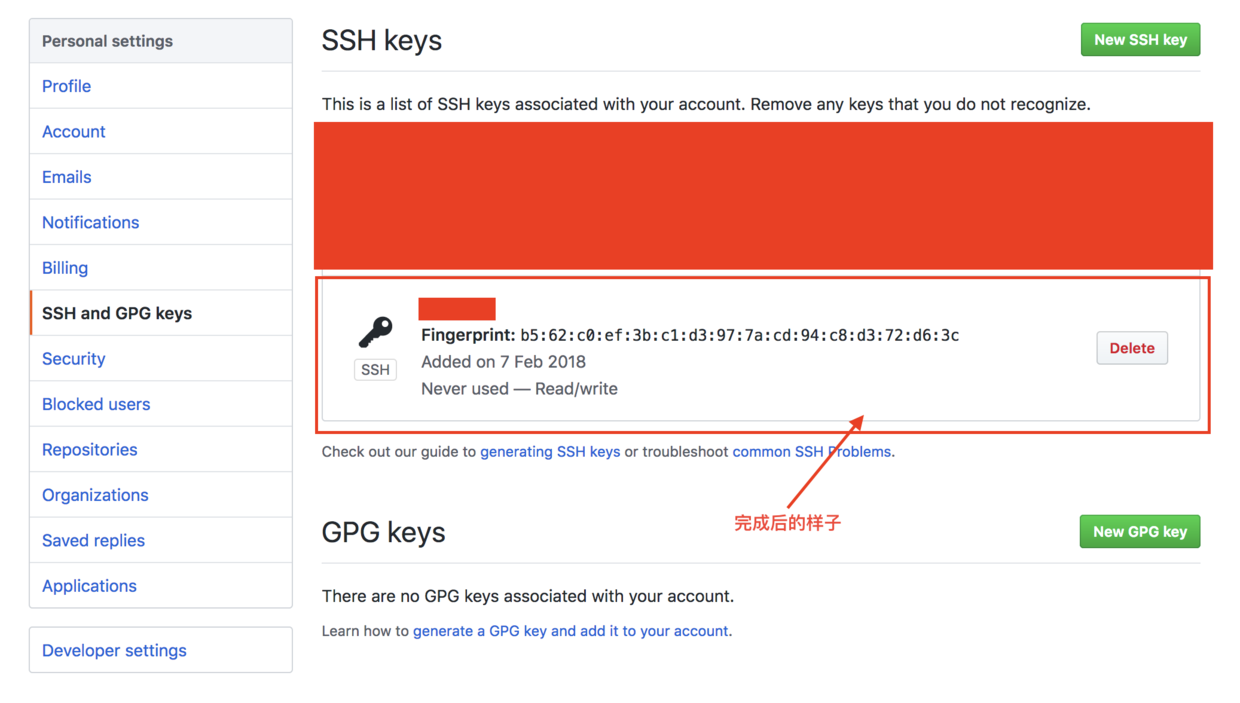 Personal settings
Profile
Account
Emails
Notifications
Billing
SSH and GPG keys
Security
Blocked users
Repositories
Organizations
Saved replies
Applications
Developer settings
SSH keys
New SSH key
This is a list of SSH keys associated with your account. Remove any keys that you do not recognize.
SSH
Fingerprint: b5:62:c0:ef:3b:c1:d3:97:7a:cd:94:c8:d3:72:d6:3c
Added on 7 Feb 2018
Never used — Read/write
Delete
Check out our guide to generating SSH keys or troubleshoot common SSH Problems.
完成后的样子
GPG keys
New GPG key
There are no GPG keys associated with your account.
Learn how to generate a GPG key and add it to your account.